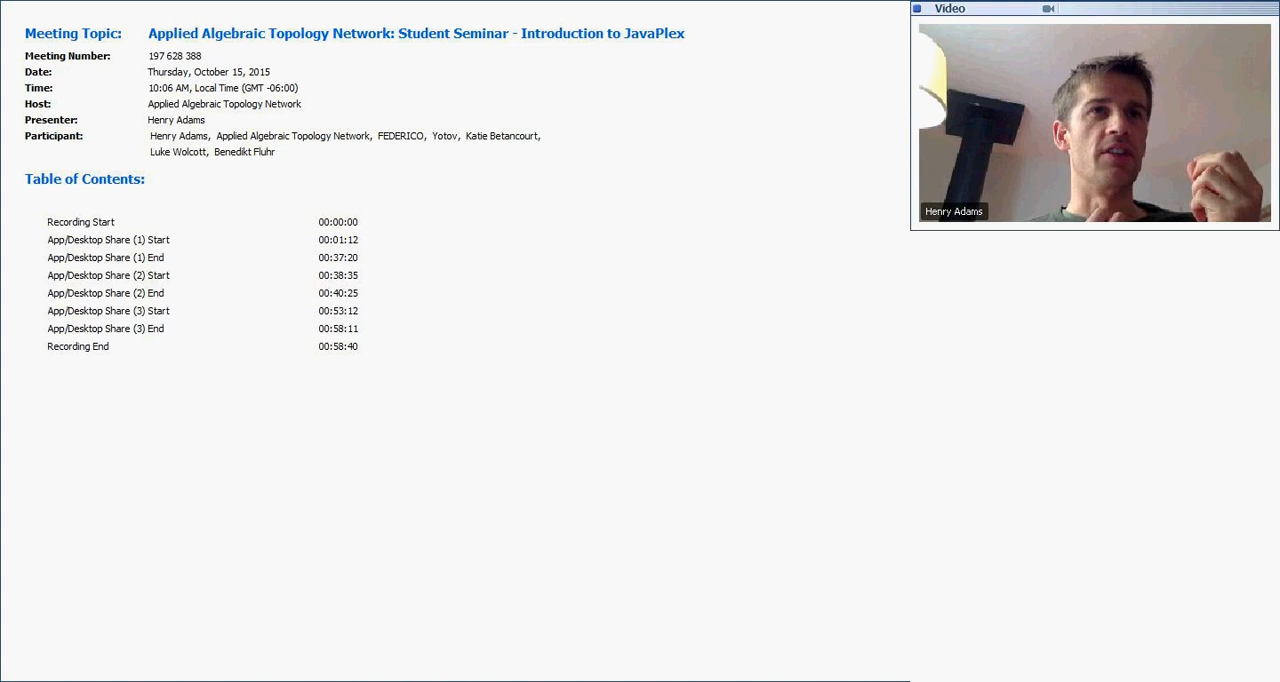 Meeting Topic: Applied Algebraic Topology Network: Student Seminar - Introduction to JavaPlex
Meeting Number: 197 628 388
Date: Thursday, October 15, 2015
Time: 10:06 AM, Local Time (GMT -06:00)
Host: Applied Algebraic Topology Network
Presenter: Henry Adams
Participant: Henry Adams, Applied Algebraic Topology Network, FEDERICO, Yotov, Katie Betancourt,
Luke Wolcott, Benedikt Fluhr
Table of Contents:
Recording Start 00:00:00
App/Desktop Share (1) Start 00:01:12
App/Desktop Share (1) End 00:37:20
App/Desktop Share (2) Start 00:38:35
App/Desktop Share (2) End 00:40:25
App/Desktop Share (3) Start 00:53:12
App/Desktop Share (3) End 00:58:11
Recording End 00:58:40
Video
Henry Adams